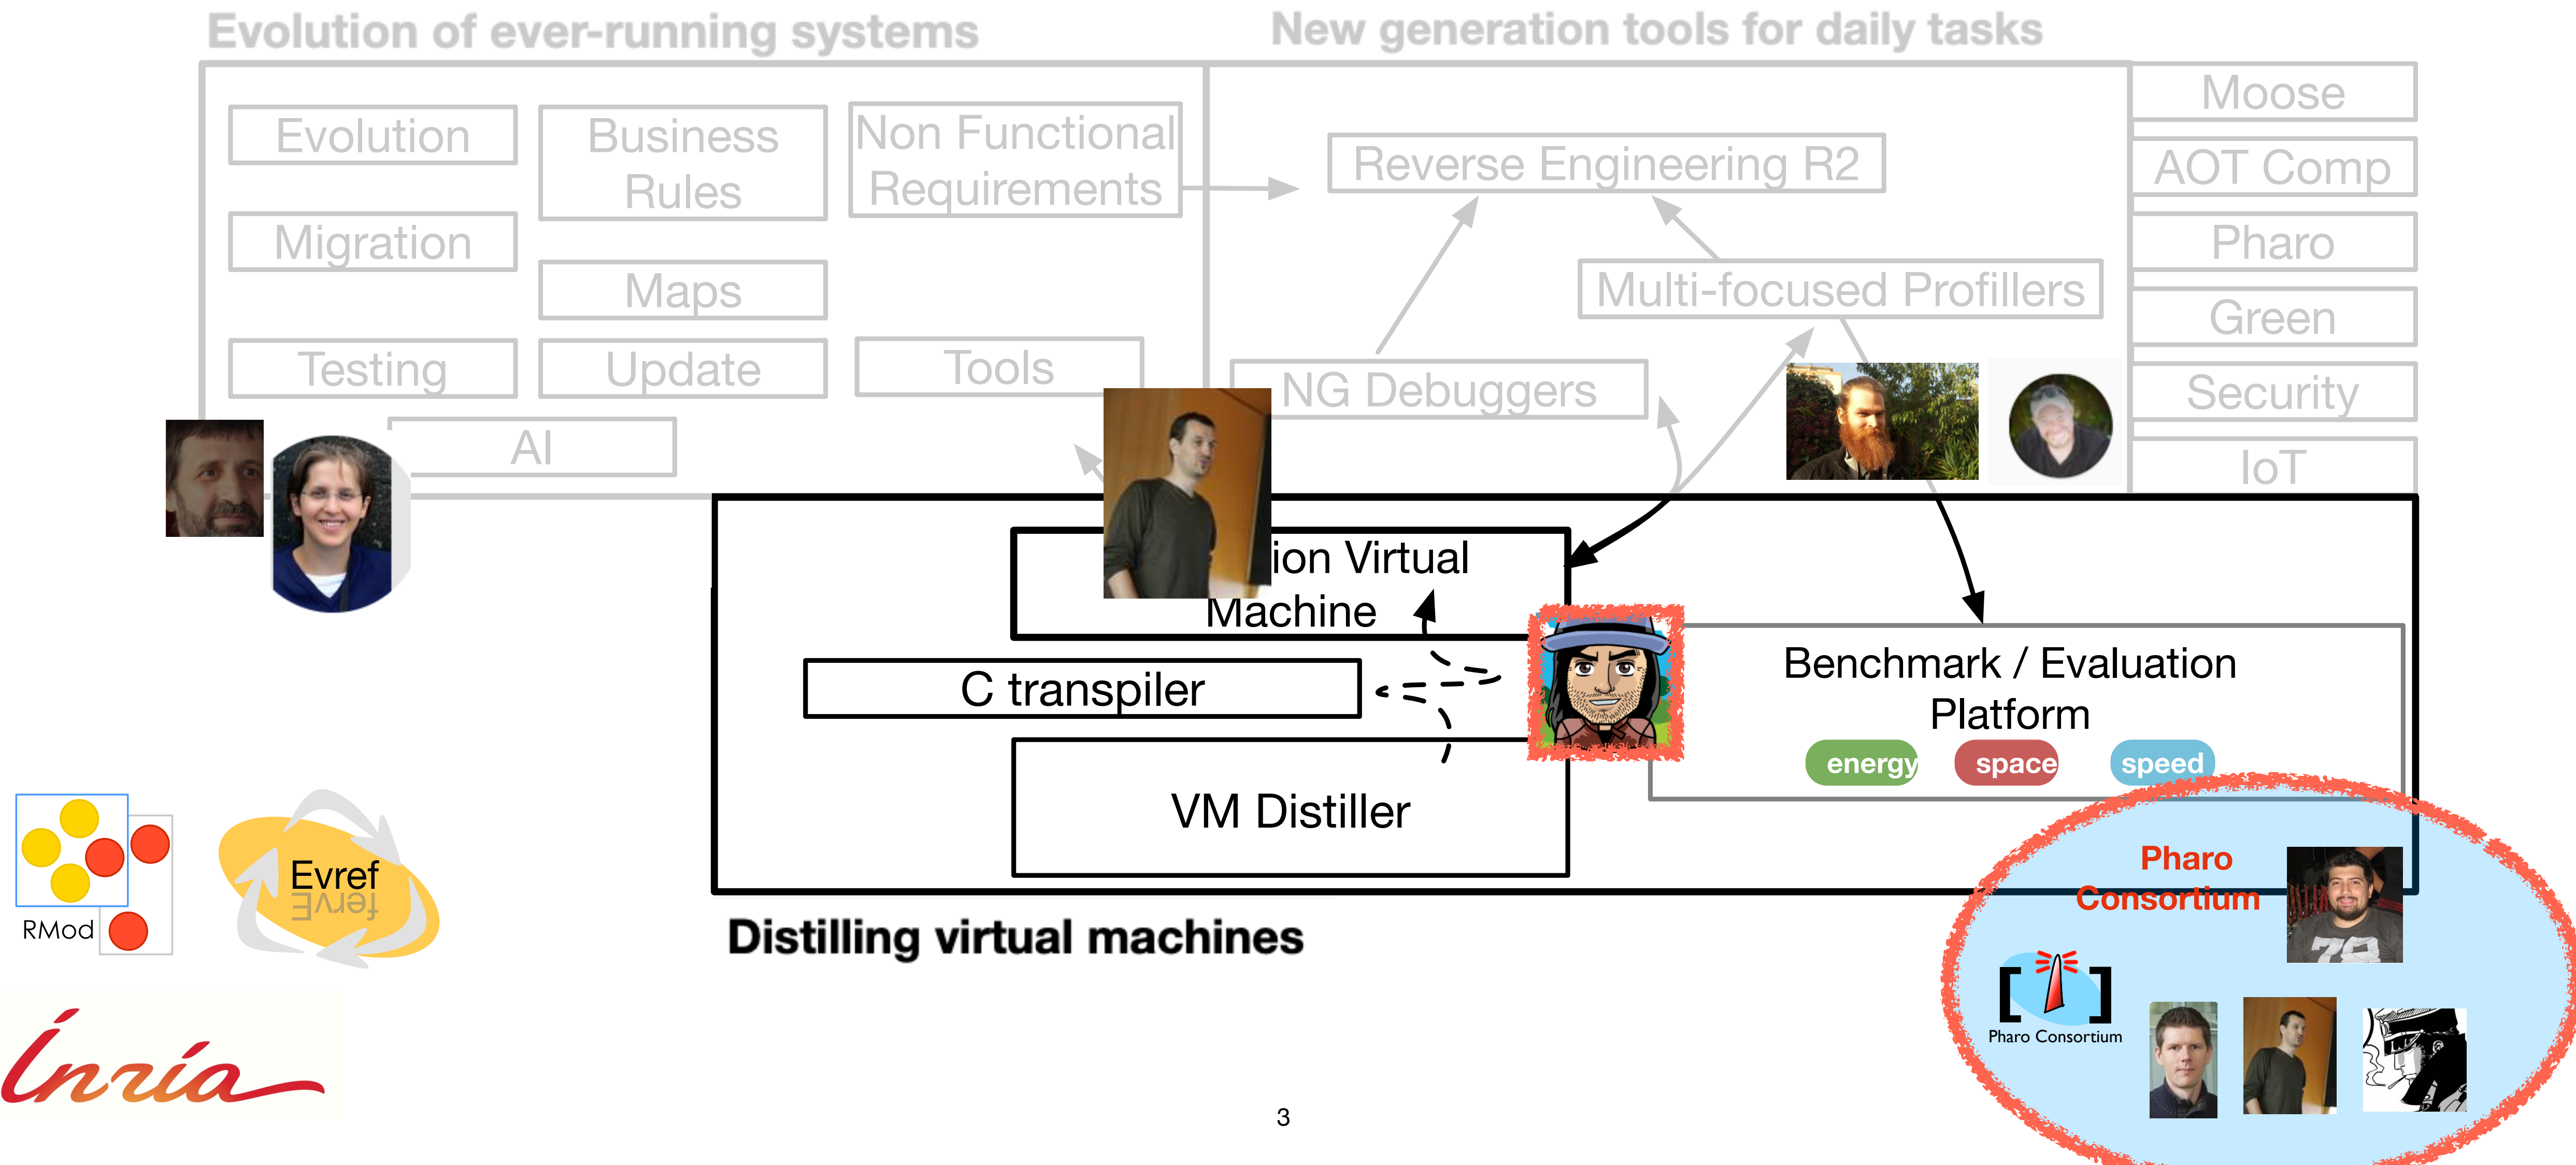 Evolution of ever-running systems
New generation tools for daily tasks
Evolution
Business
Rules
Non Functional
Requirements
Migration
Maps
Testing
Update
Tools
AI
Reverse Engineering R2
Multi-focused Profillers
NG Debuggers
Moose
AOT Comp
Pharo
Green
Security
IoT
ion Virtual
Machine
C transpiler
VM Distiller
Benchmark / Evaluation
Platform
energy
space
speed
Distilling virtual machines
Pharo
Consortium
Pharo Consortium
RMod
Evref
Evref
Inría
3